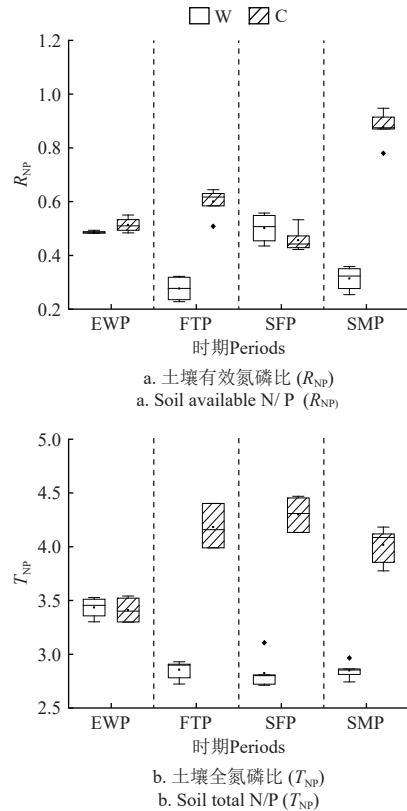 W C
1.2
1.0
0.8
0.6
0.4
0.2
R_NP
EWP FTP SFP SMP
时期Periods
a. 土壤有效氮磷比 (R_NP)
a. Soil available N/ P (R_NP)
5.0
4.5
4.0
3.5
3.0
2.5
T_NP
EWP FTP SFP SMP
时期Periods
b. 土壤全氮磷比 (T_NP)
b. Soil total N/P (T_NP)